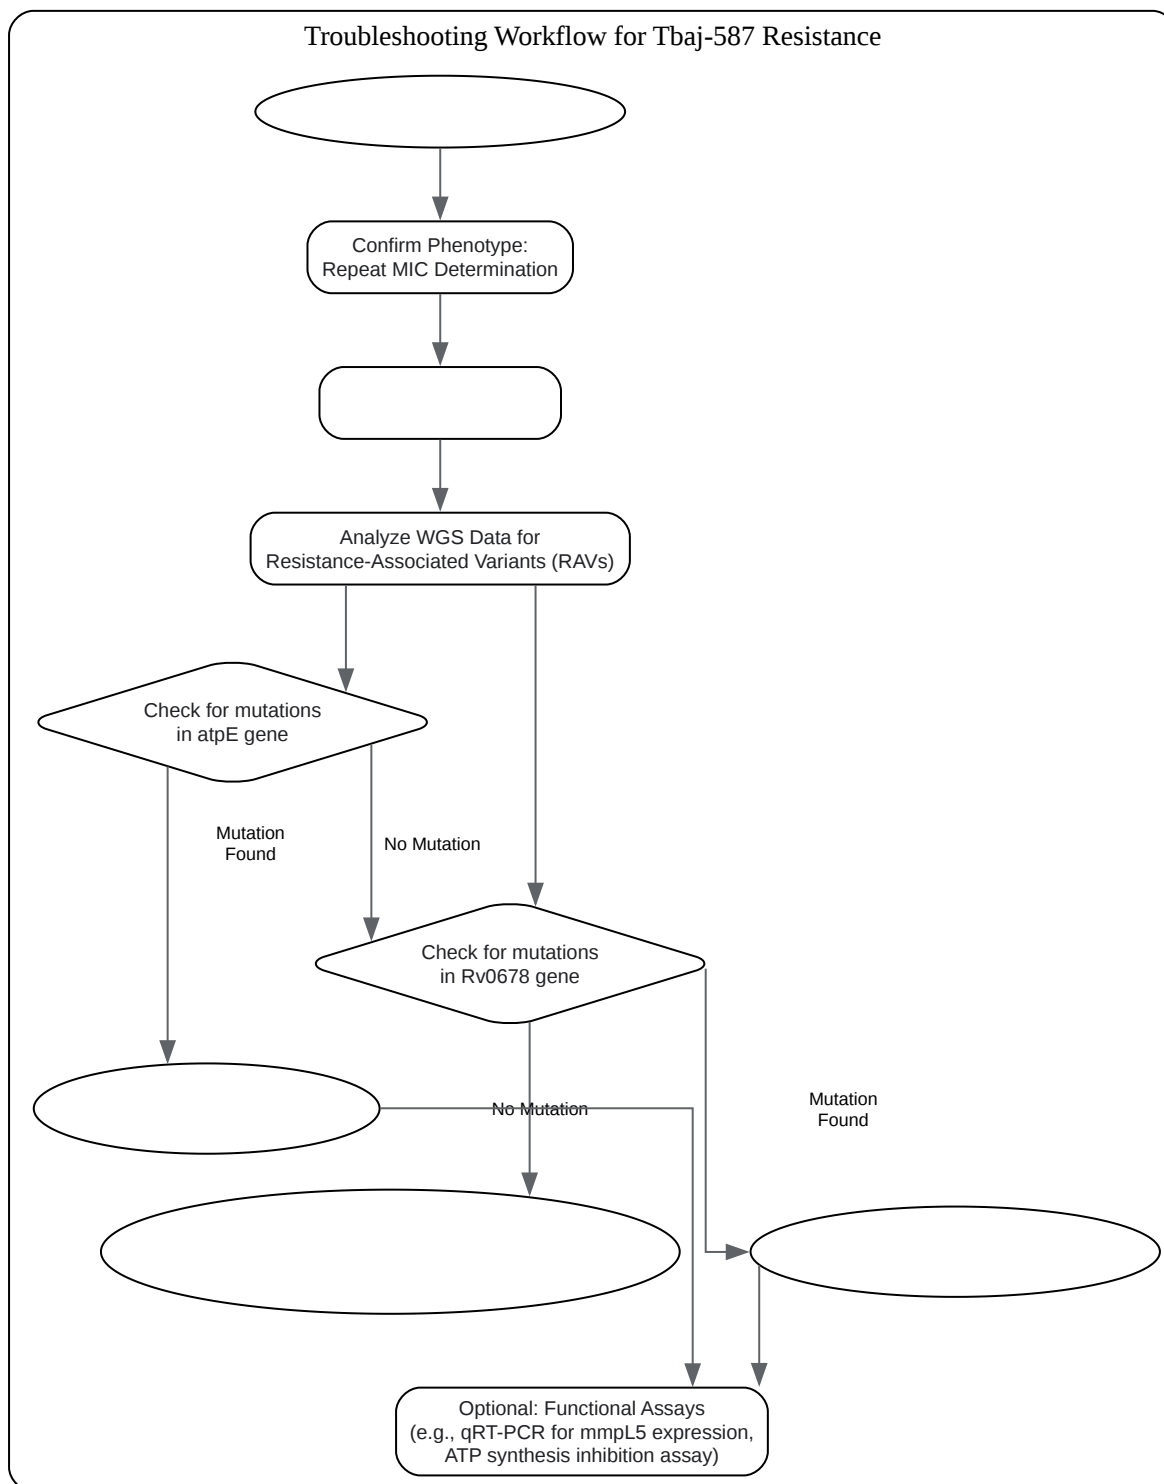 Troubleshooting Workflow for Tbaj-587 Resistance
Confirm Phenotype:
Repeat MIC Determination
Analyze WGS Data for
Resistance-Associated Variants (RAVs)
Check for mutations
in atpE gene
Mutation
Found
No Mutation
Check for mutations
in Rv0678 gene
No Mutation
Mutation
Found
Optional: Functional Assays
(e.g., qRT-PCR for mmpL5 expression,
ATP synthesis inhibition assay)